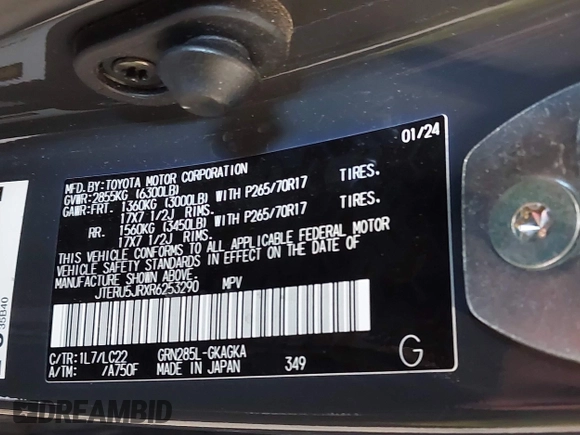 01/24
MFD.BY:TOYOTA MOTOR CORPORATION
GVWR:2855KG (6300LB)
GAWR:FRT. 1360KG (3000LB) WITH P265/70R17 TIRES.
17X7 1/2J RIMS.
RR. 1560KG (3450LB) WITH P265/70R17 TIRES.
17X7 1/2J RIMS.
THIS VEHICLE CONFORMS TO ALL APPLICABLE FEDERAL MOTOR
VEHICLE SAFETY STANDARDS IN EFFECT ON THE DATE OF
MANUFACTURE SHOWN ABOVE.
JTERU5JRXR6253290 MPV
C/TR:1L7/LC22 GRN285L-GKAGKA
A/TM: /A750F MADE IN JAPAN 349 G
35B40
DREAMBID